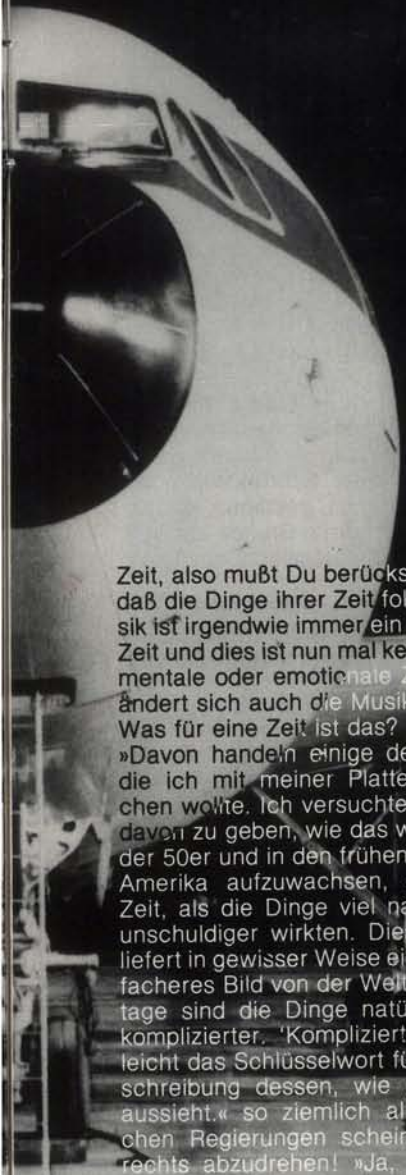 Zeit, also mußt Du berücks
daß die Dinge ihrer Zeit fol
sik ist irgendwie immer ein
Zeit und dies ist nun mal ke
mentale oder emotionale Z
ändert sich auch die Musik
Was für eine Zeit ist das?
»Davon handeln einige de
die ich mit meiner Platte
chen wollte. Ich versuchte
davon zu geben, wie das w
der 50er und in den frühen
Amerika aufzuwachsen,
Zeit, als die Dinge viel na
unschuldiger wirkten. Die
liefert in gewisser Weise ei
facheres Bild von der Welt
tage sind die Dinge natü
komplizierter. 'Kompliziert
leicht das Schlüsselwort fü
schreibung dessen, wie
aussieht.« so ziemlich al
chen Regierungen schein
rechts abzudrehen! »Ja,